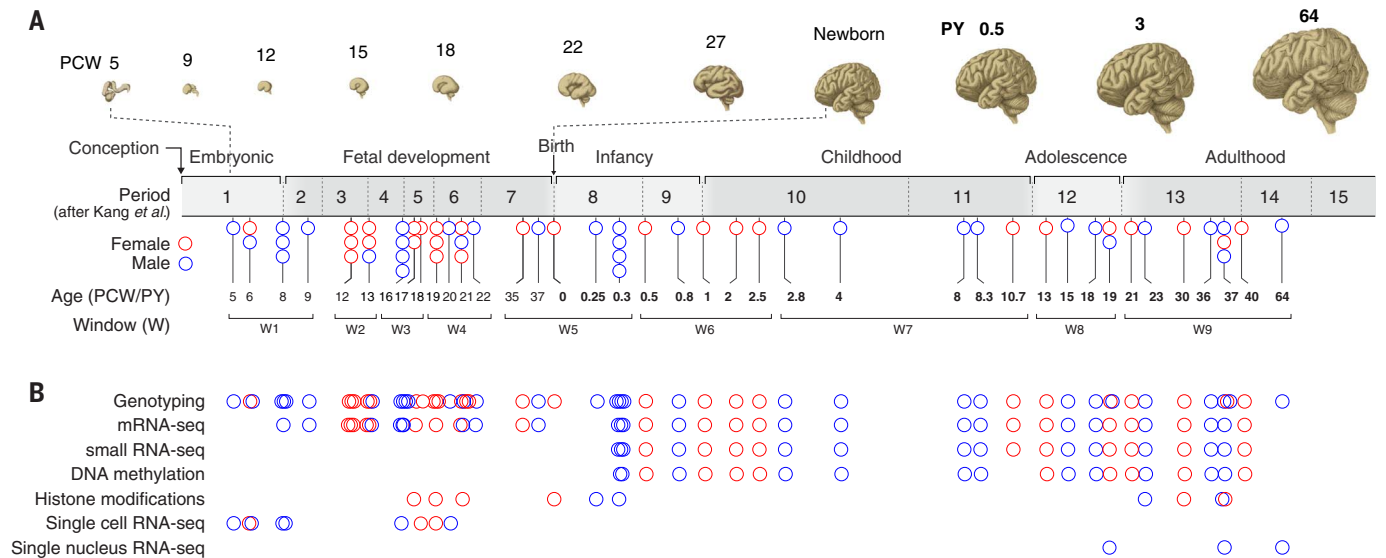 A
PCW 5 9 12 15 18 22 27 Newborn PY 0.5 3 64
Conception Embryonic Fetal development Birth Infancy Childhood Adolescence Adulthood
Period 1 2 3 4 5 6 7 8 9 10 11 12 13 14 15
(after Kang et al.)
Female
Male
Age (PCW/PY) 5 6 8 9 12 13 16 17 18 19 20 21 22 35 37 0 0.25 0.3 0.5 0.8 1 2 2.5 2.8 4 8 8.3 10.7 13 15 18 19 21 23 30 36 37 40 64
Window (W) W1 W2 W3 W4 W5 W6 W7 W8 W9
B
Genotyping
mRNA-seq
small RNA-seq
DNA methylation
Histone modifications
Single cell RNA-seq
Single nucleus RNA-seq